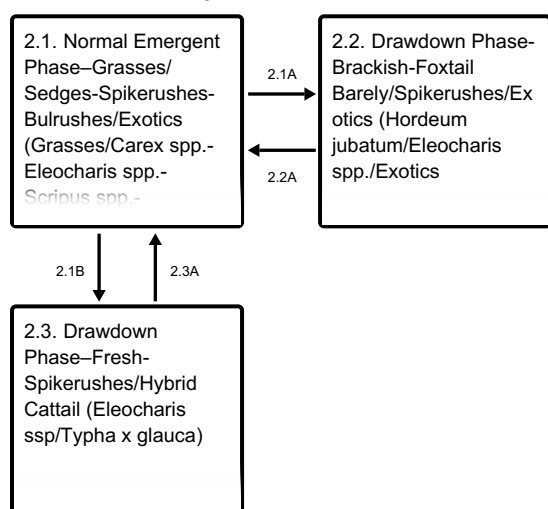 2.1. Normal Emergent
Phase–Grasses/
Sedges-Spikerushes-
Bulrushes/Exotics
(Grasses/Carex spp.-
Eleocharis spp.-
Scripus spp.-
2.1A
2.2A
2.2. Drawdown Phase-
Brackish-Foxtail
Barely/Spikerushes/Ex
otics (Hordeum
jubatum/Eleocharis
spp./Exotics
2.1B
2.3A
2.3. Drawdown
Phase–Fresh-
Spikerushes/Hybrid
Cattail (Eleocharis
ssp/Typha x glauca)